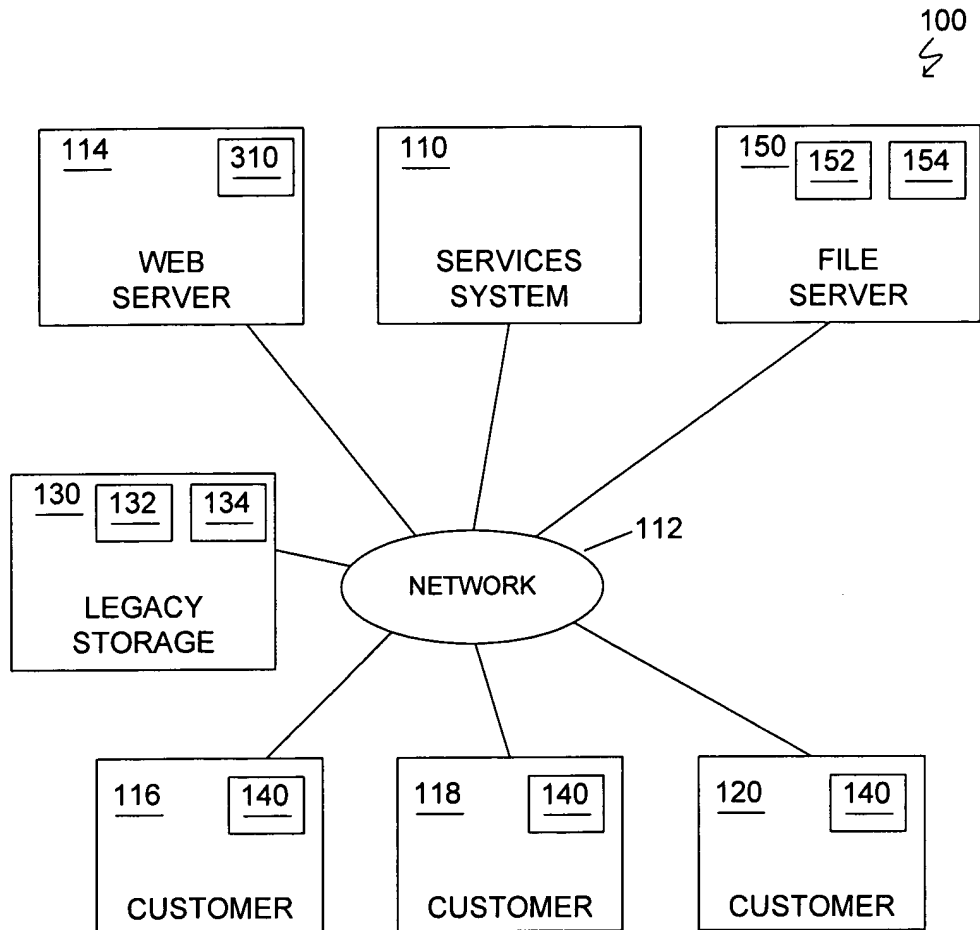 100
114
310
WEB
SERVER
110
SERVICES
SYSTEM
150
152
154
FILE
SERVER
130
132
134
LEGACY
STORAGE
112
NETWORK
116
140
CUSTOMER
118
140
CUSTOMER
120
140
CUSTOMER